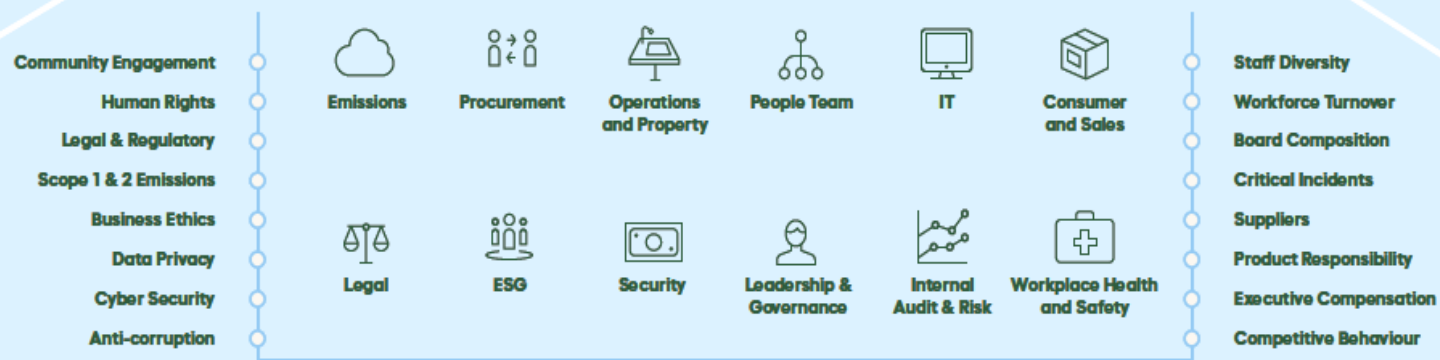 Community Engagement
Human Rights
Legal & Regulatory
Scope 1 & 2 Emissions
Business Ethics
Data Privacy
Cyber Security
Anti-corruption
Emissions
Procurement
Operations
and Property
People Team
IT
Consumer
and Sales
Legal
ESG
Security
Leadership &
Governance
Internal
Audit & Risk
Workplace Health
and Safety
Staff Diversity
Workforce Turnover
Board Composition
Critical Incidents
Suppliers
Product Responsibility
Executive Compensation
Competitive Behaviour